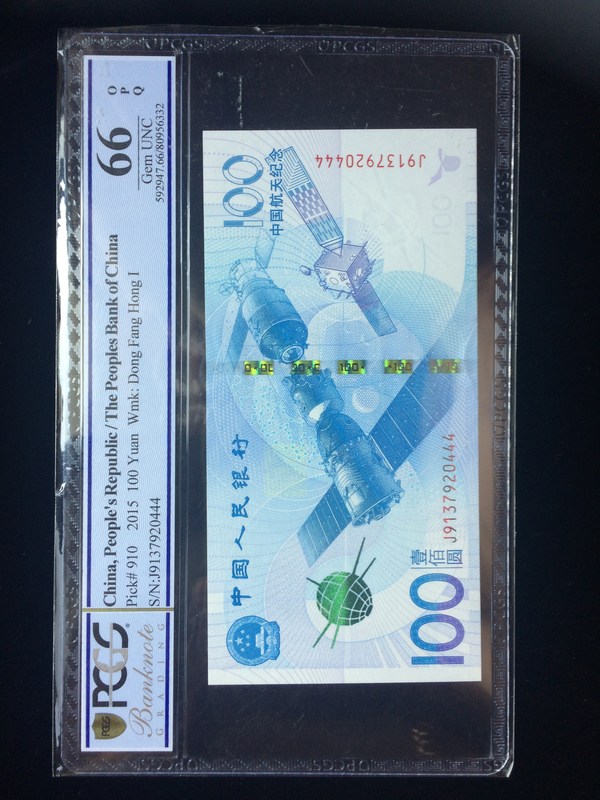 PCGS
Banknote
GRADING
China, People's Republic / The Peoples Bank of China
Pick# 910 2015 100 Yuan Wmk: Dong Fang Hong I
S/N:J9137920444
66
OPQ
Gem UNC
592947.66/80956332
中国人民银行
100
中国航天纪念
J9137920444
J9137920444
100
壹佰圆